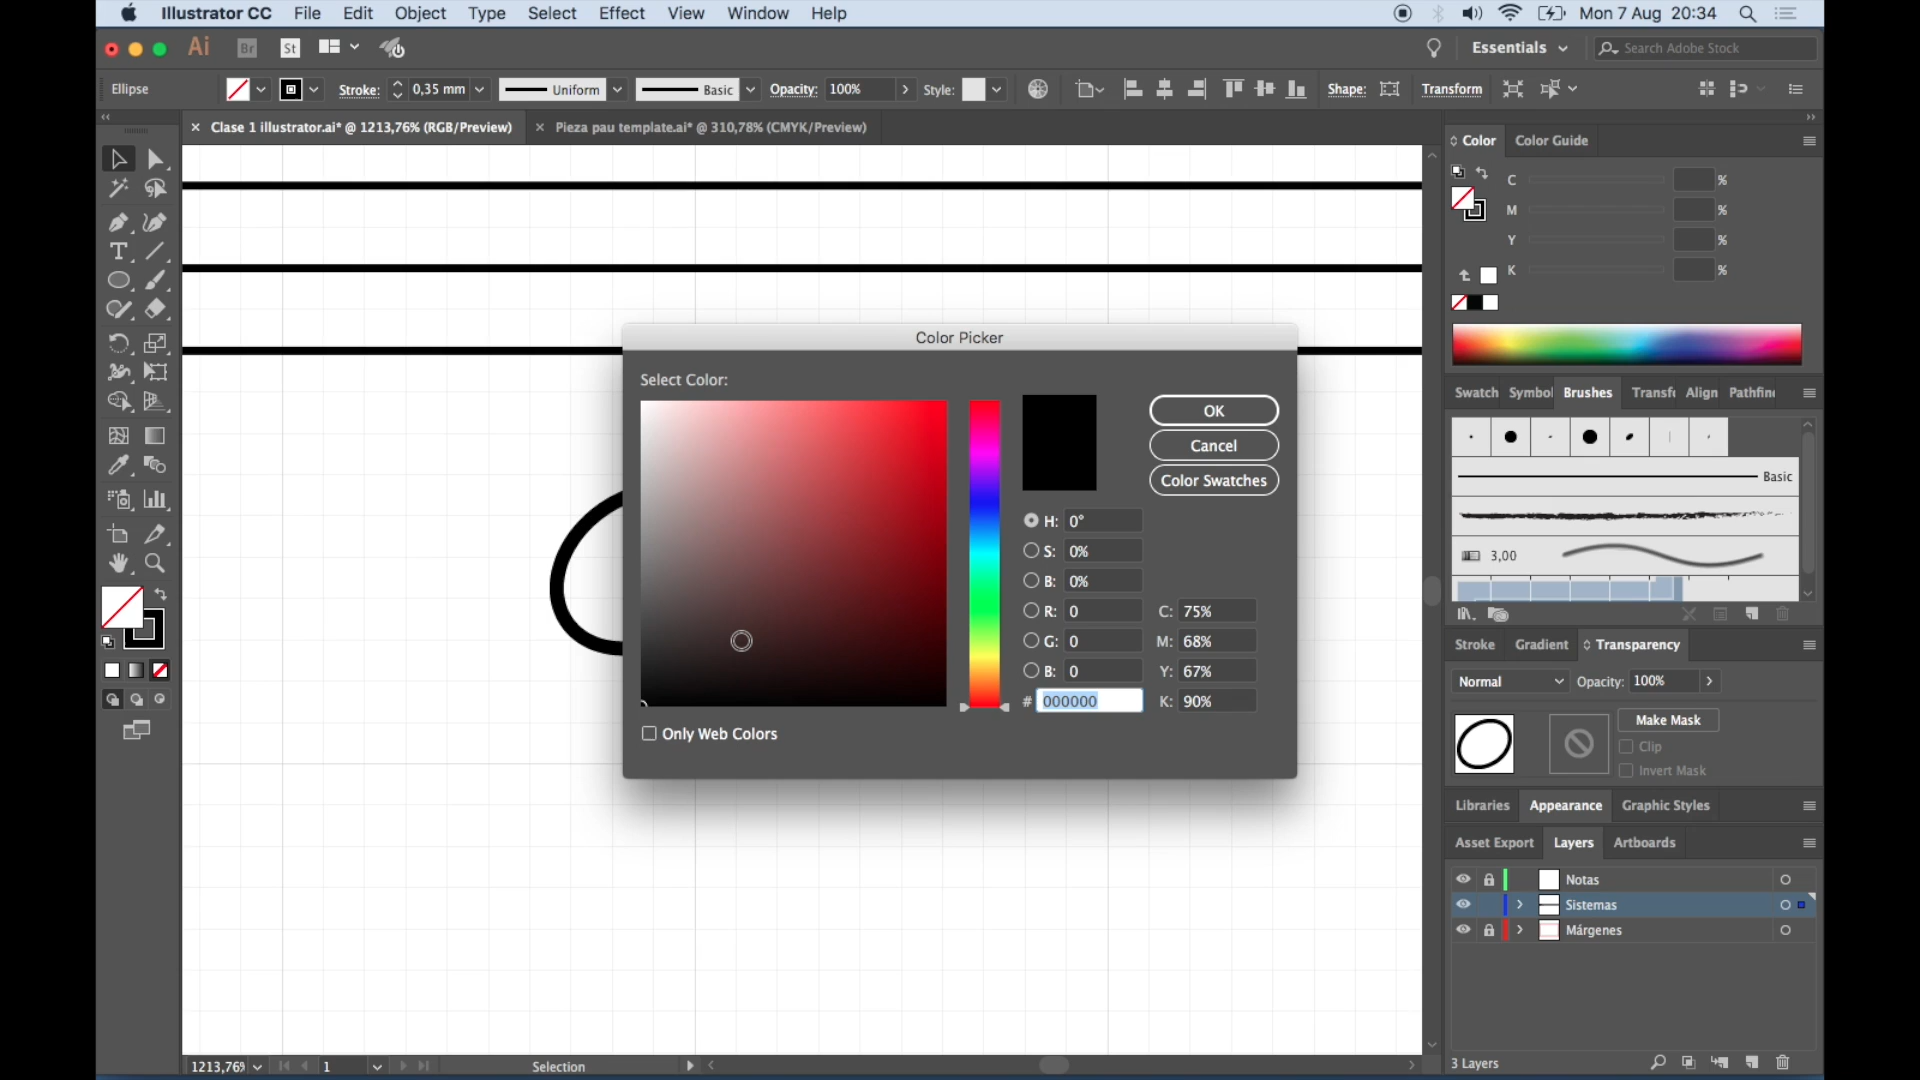 Illustrator CC File Edit Object Type Select Effect View Window Help Mon 7 Aug 20:34
Ai Br St Essentials Search Adobe Stock
Ellipse Stroke: 0,35 mm Uniform Basic Opacity: 100% Style: Shape: Transform
× Clase 1 illustrator.ai* @ 1213,76% (RGB/Preview) × Pieza pau template.ai* @ 310,78% (CMYK/Preview)
Color Color Guide
C %
M %
Y %
K %
Color Picker
Select Color:
OK
Cancel
Color Swatches
H: 0°
S: 0%
B: 0%
R: 0 C: 75%
G: 0 M: 68%
B: 0 Y: 67%
# 000000 K: 90%
Only Web Colors
Swatch Symbol Brushes Transfo Align Pathfin
Basic
3,00
Stroke Gradient Transparency
Normal Opacity: 100%
Make Mask
Clip
Invert Mask
Libraries Appearance Graphic Styles
Asset Export Layers Artboards
Notas
Sistemas
Márgenes
3 Layers
1213,76% 1 Selection